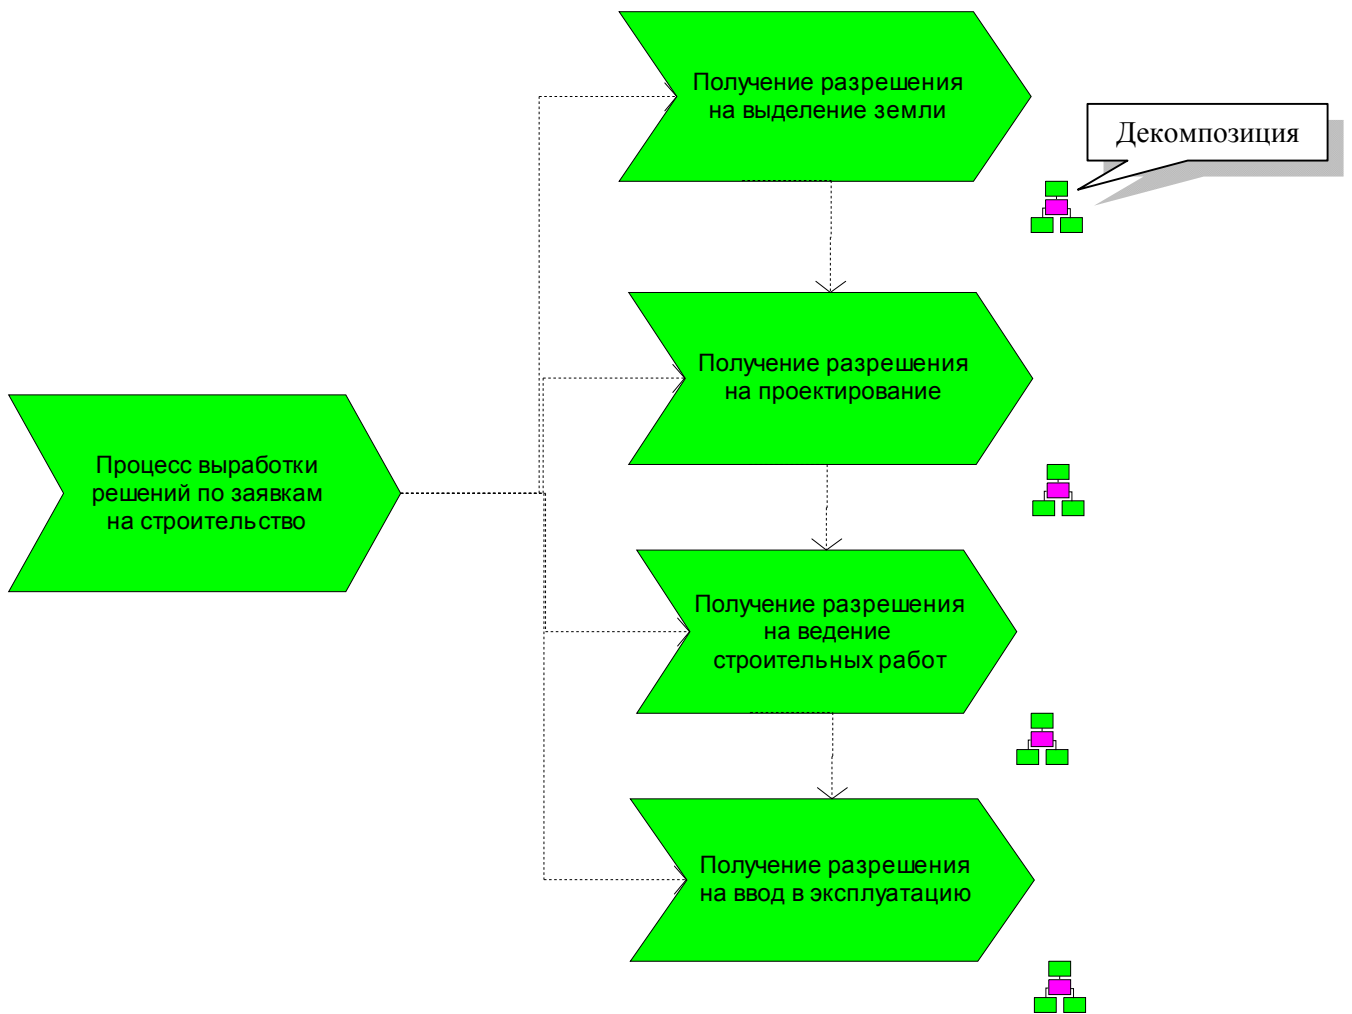 Получение разрешения
на выделение земли
Декомпозиция
Получение разрешения
на проектирование
Процесс выработки
решений по заявкам
на строительство
Получение разрешения
на ведение
строительных работ
Получение разрешения
на ввод в эксплуатацию